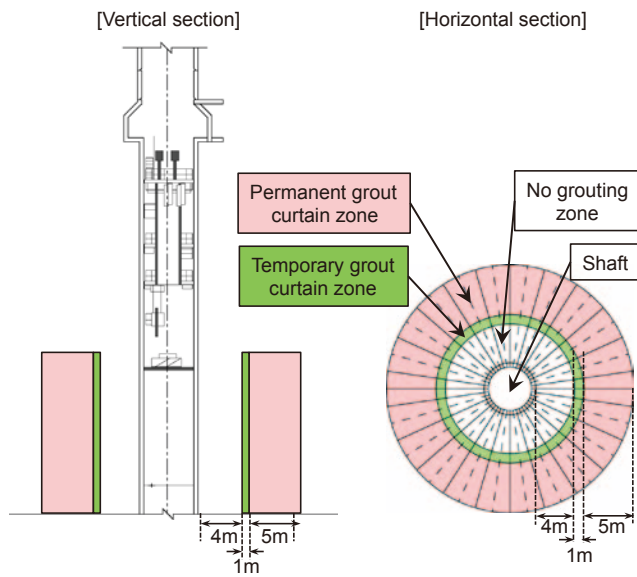 [Vertical section]
[Horizontal section]
Permanent grout
curtain zone
No grouting
zone
Temporary grout
curtain zone
Shaft
4m
5m
1m
4m
5m
1m